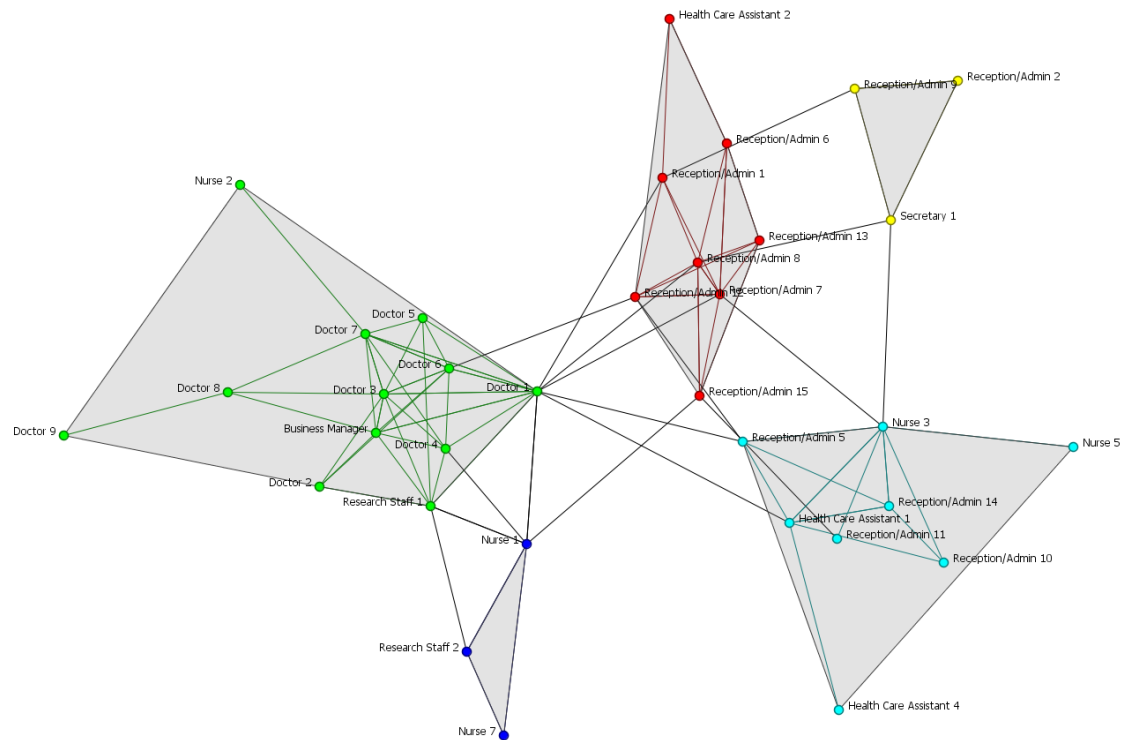 Health Care Assistant 2
Reception/Admin 2
Reception/Admin 9
Reception/Admin 6
Reception/Admin 1
Nurse 2
Secretary 1
Reception/Admin 13
Reception/Admin 8
Reception/Admin 7
Reception/Admin 12
Doctor 5
Doctor 7
Doctor 6
Doctor 8
Doctor 3
Doctor 1
Reception/Admin 15
Nurse 3
Business Manager
Doctor 9
Doctor 4
Reception/Admin 5
Nurse 5
Doctor 2
Research Staff 1
Reception/Admin 14
Health Care Assistant 1
Reception/Admin 11
Nurse 1
Reception/Admin 10
Research Staff 2
Health Care Assistant 4
Nurse 7